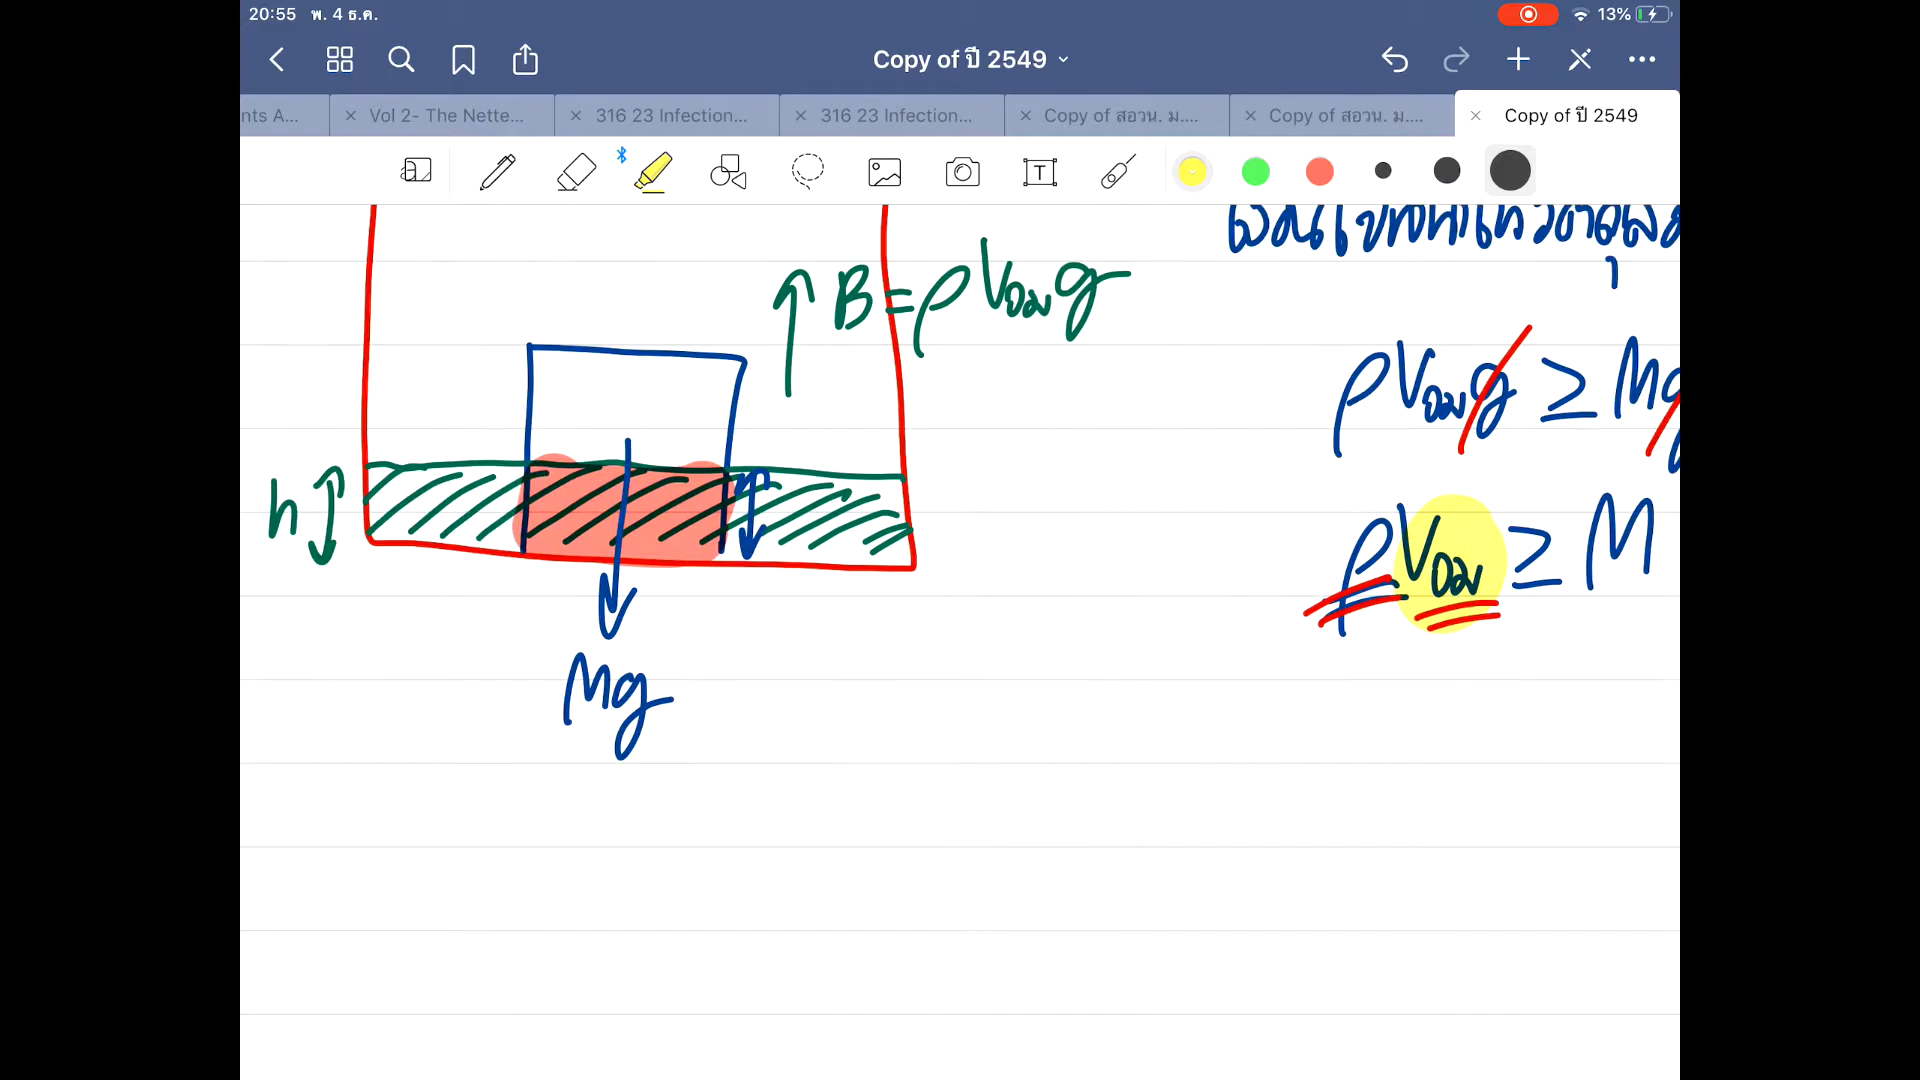 20:55 พ. 4 ธ.ค. 13%
Copy of ปี 2549
nts A... Vol 2- The Nette... 316 23 Infection... 316 23 Infection... Copy of สอวน. ม.... Copy of สอวน. ม.... Copy of ปี 2549
B = ρVจมg
ρVจมg ≥ Mg
h
ρVจม ≥ M
Mg